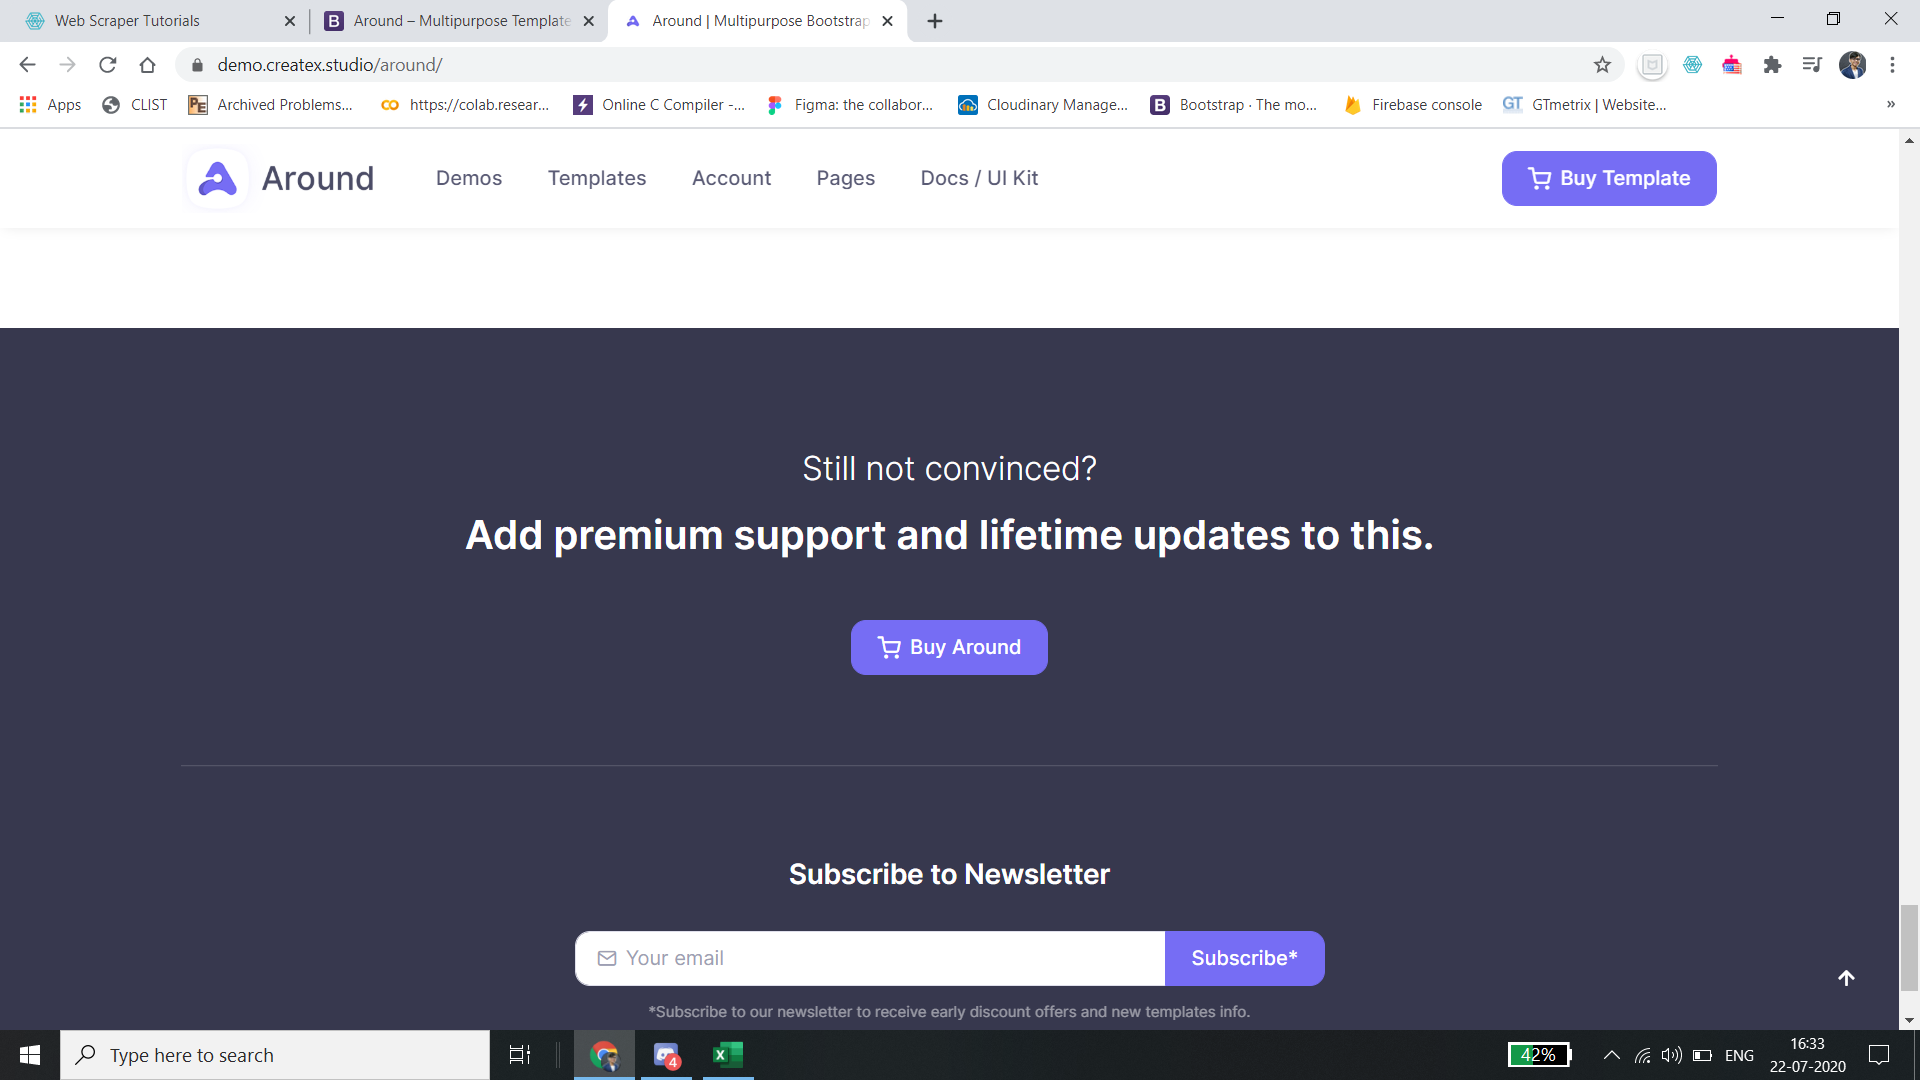 Web Scraper Tutorials
B Around – Multipurpose Template
Around | Multipurpose Bootstrap
demo.createx.studio/around/
Apps
CLIST
PE Archived Problems...
https://colab.resear...
Online C Compiler -...
Figma: the collabor...
Cloudinary Manage...
B Bootstrap · The mo...
Firebase console
GT GTmetrix | Website...
»
Around
Demos
Templates
Account
Pages
Docs / UI Kit
Buy Template
Still not convinced?
Add premium support and lifetime updates to this.
Buy Around
Subscribe to Newsletter
Your email
Subscribe*
*Subscribe to our newsletter to receive early discount offers and new templates info.
Type here to search
4
X
42%
ENG
16:33
22-07-2020